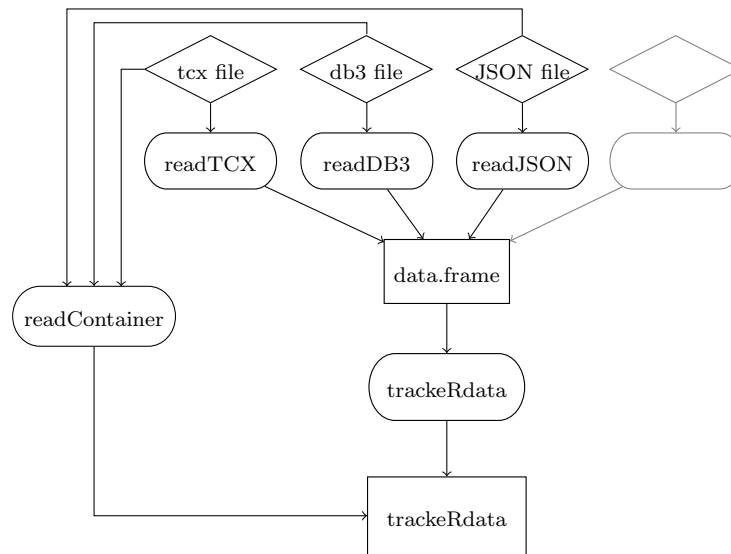 tcx file
db3 file
JSON file
readTCX
readDB3
readJSON
data.frame
readContainer
trackeRdata
trackeRdata